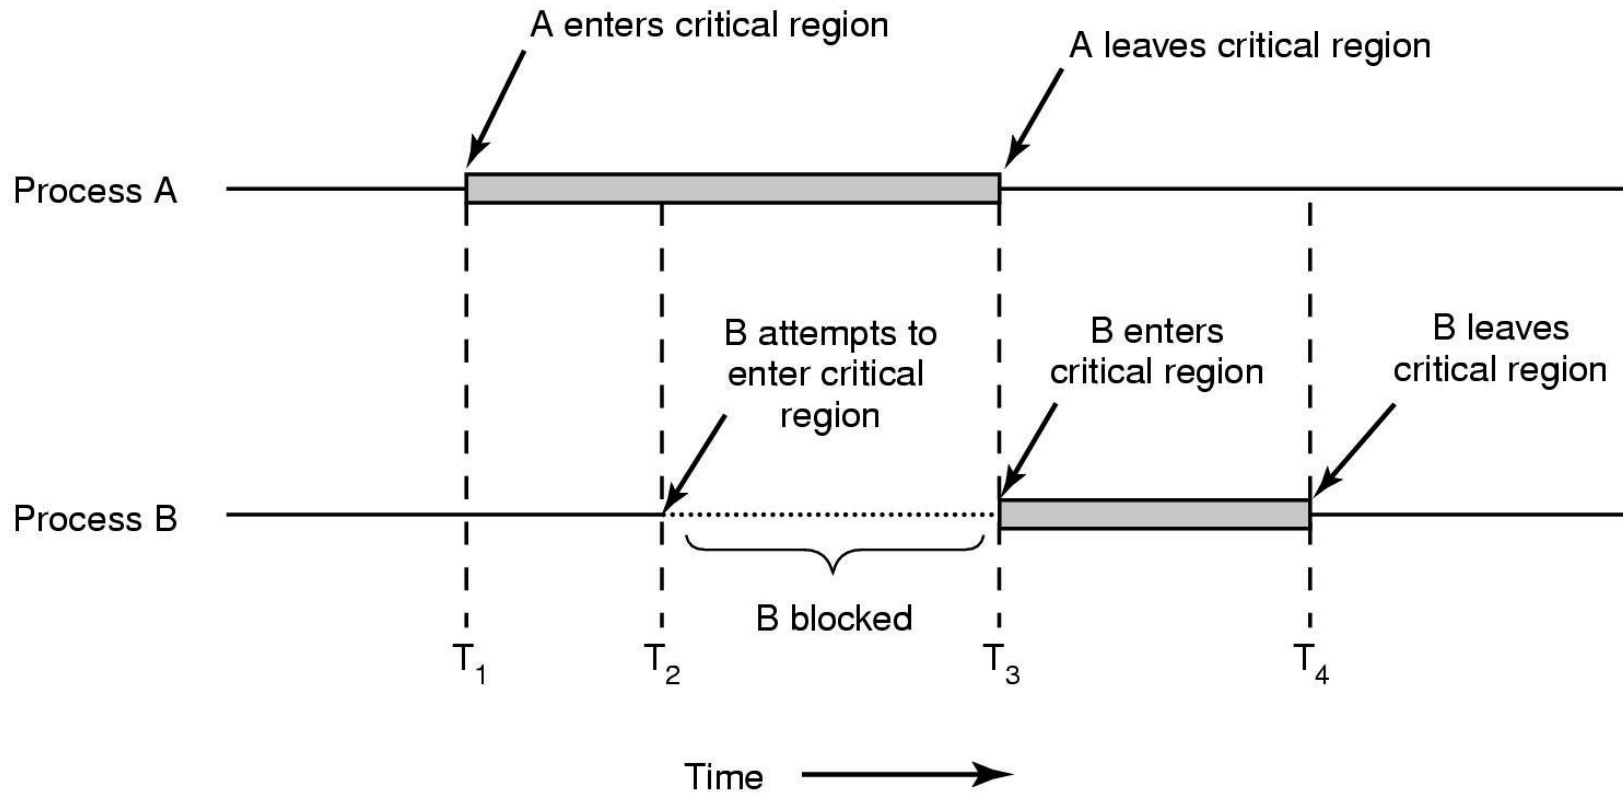 A enters critical region
A leaves critical region
Process A
B attempts to
enter critical
region
B enters
critical region
B leaves
critical region
Process B
B blocked
T1
T2
T3
T4
Time